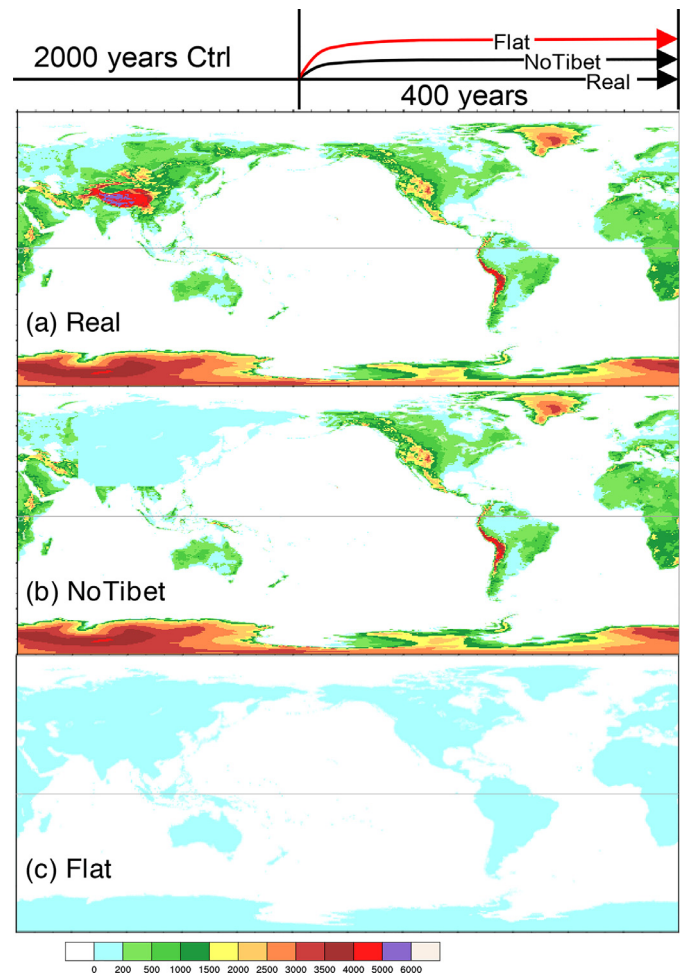 Flat
2000 years Ctrl
NoTibet
Real
400 years
(a) Real
(b) NoTibet
(c) Flat
0 200 500 1000 1500 2000 2500 3000 3500 4000 5000 6000